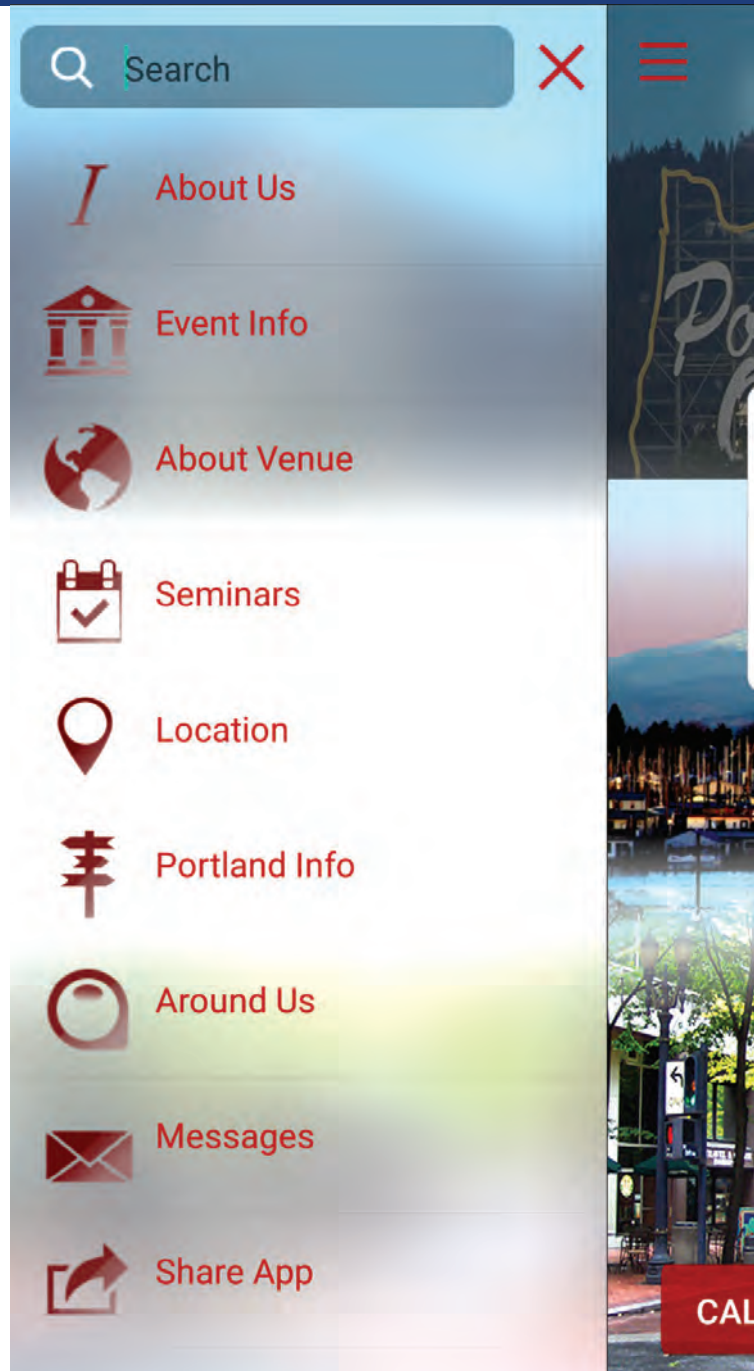 Search
About Us
Event Info
About Venue
Seminars
Location
Portland Info
Around Us
Messages
Share App
CAL